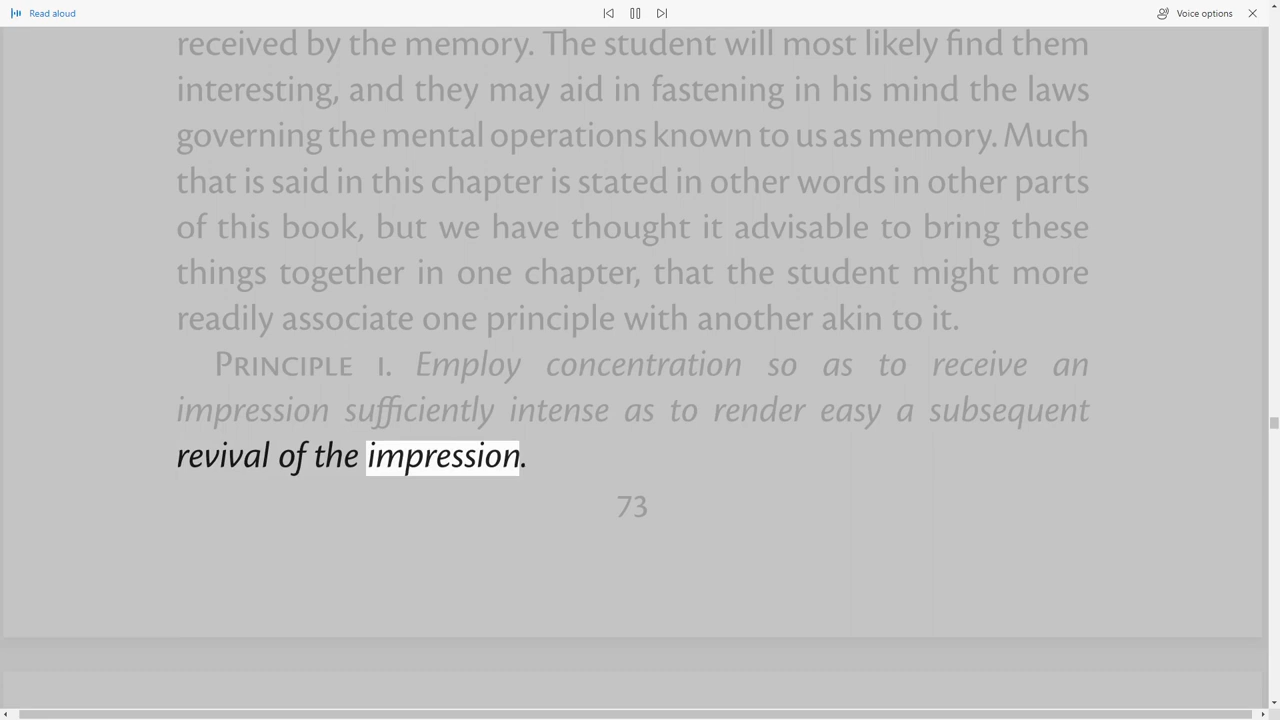 Read aloud
Voice options
received by the memory. The student will most likely find them
interesting, and they may aid in fastening in his mind the laws
governing the mental operations known to us as memory. Much
that is said in this chapter is stated in other words in other parts
of this book, but we have thought it advisable to bring these
things together in one chapter, that the student might more
readily associate one principle with another akin to it.
Principle I. Employ concentration so as to receive an
impression sufficiently intense as to render easy a subsequent
revival of the impression.
73